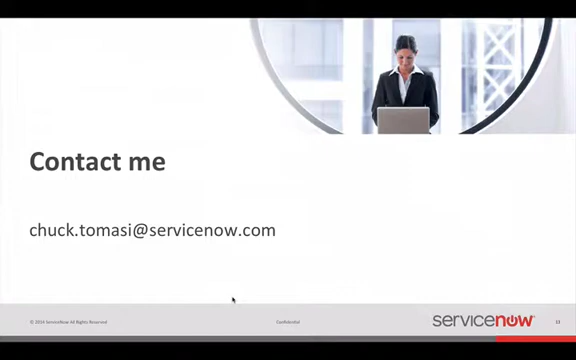 Contact me
chuck.tomasi@servicenow.com
© 2014 ServiceNow All Rights Reserved
Confidential
servicenow
13